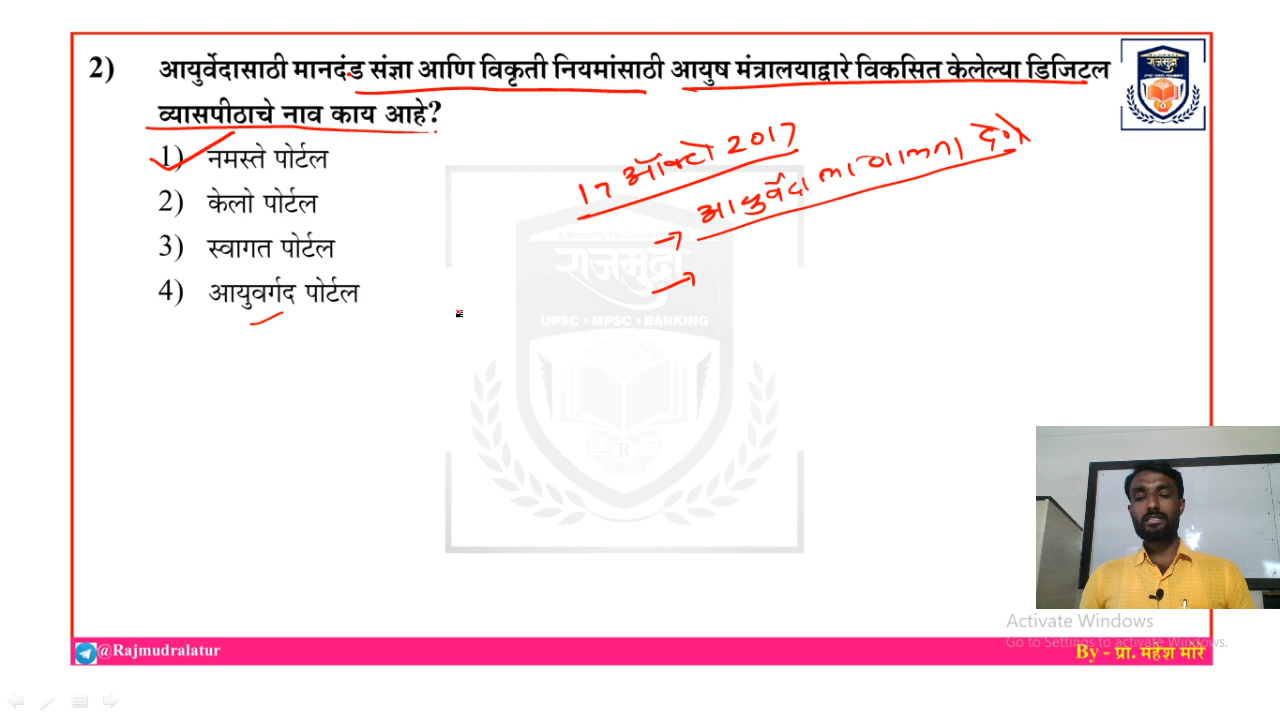 2) आयुर्वेदासाठी मानदंड संज्ञा आणि विकृती नियमांसाठी आयुष मंत्रालयाद्वारे विकसित केलेल्या डिजिटल
व्यासपीठाचे नाव काय आहे?
1) नमस्ते पोर्टल
2) केलो पोर्टल
3) स्वागत पोर्टल
4) आयुवर्गद पोर्टल
17 ऑक्टो 2017
आयुर्वेदा ला चालना देणे
A Warranty For
राजमुद्रा
UPSC • MPSC • BANKING
R
राजमुद्रा
Activate Windows
Go to Settings to activate Windows.
@Rajmudralatur
By - प्रा. महेश मोरे